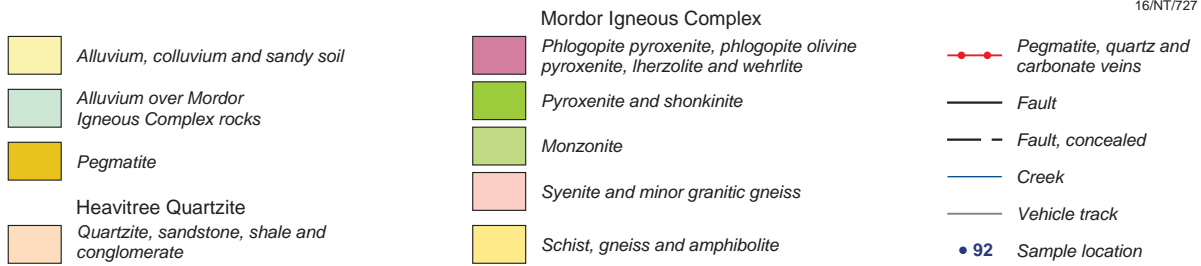 16/NT/727
Alluvium, colluvium and sandy soil
Alluvium over Mordor
Igneous Complex rocks
Pegmatite
Heavitree Quartzite
Quartzite, sandstone, shale and
conglomerate
Mordor Igneous Complex
Phlogopite pyroxenite, phlogopite olivine
pyroxenite, lherzolite and wehrlite
Pyroxenite and shonkinite
Monzonite
Syenite and minor granitic gneiss
Schist, gneiss and amphibolite
Pegmatite, quartz and
carbonate veins
Fault
Fault, concealed
Creek
Vehicle track
92 Sample location